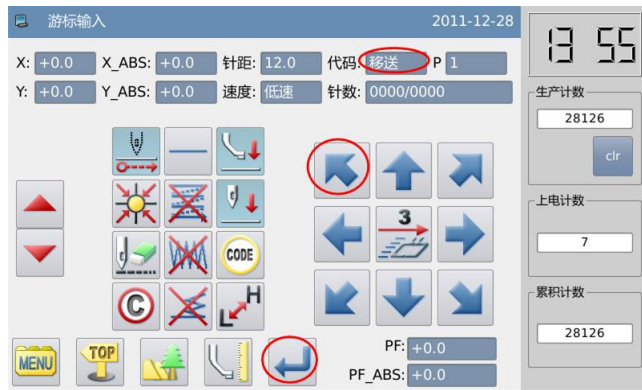 游标输入 2011-12-28
X: +0.0 X_ABS: +0.0 针距: 12.0 代码: 移送 P 1
Y: +0.0 Y_ABS: +0.0 速度: 低速 针数: 0000/0000
13 55
生产计数
28126
clr
上电计数
7
累积计数
28126
3
CODE
C
H
L
MENU
TOP
PF: +0.0
PF_ABS: +0.0